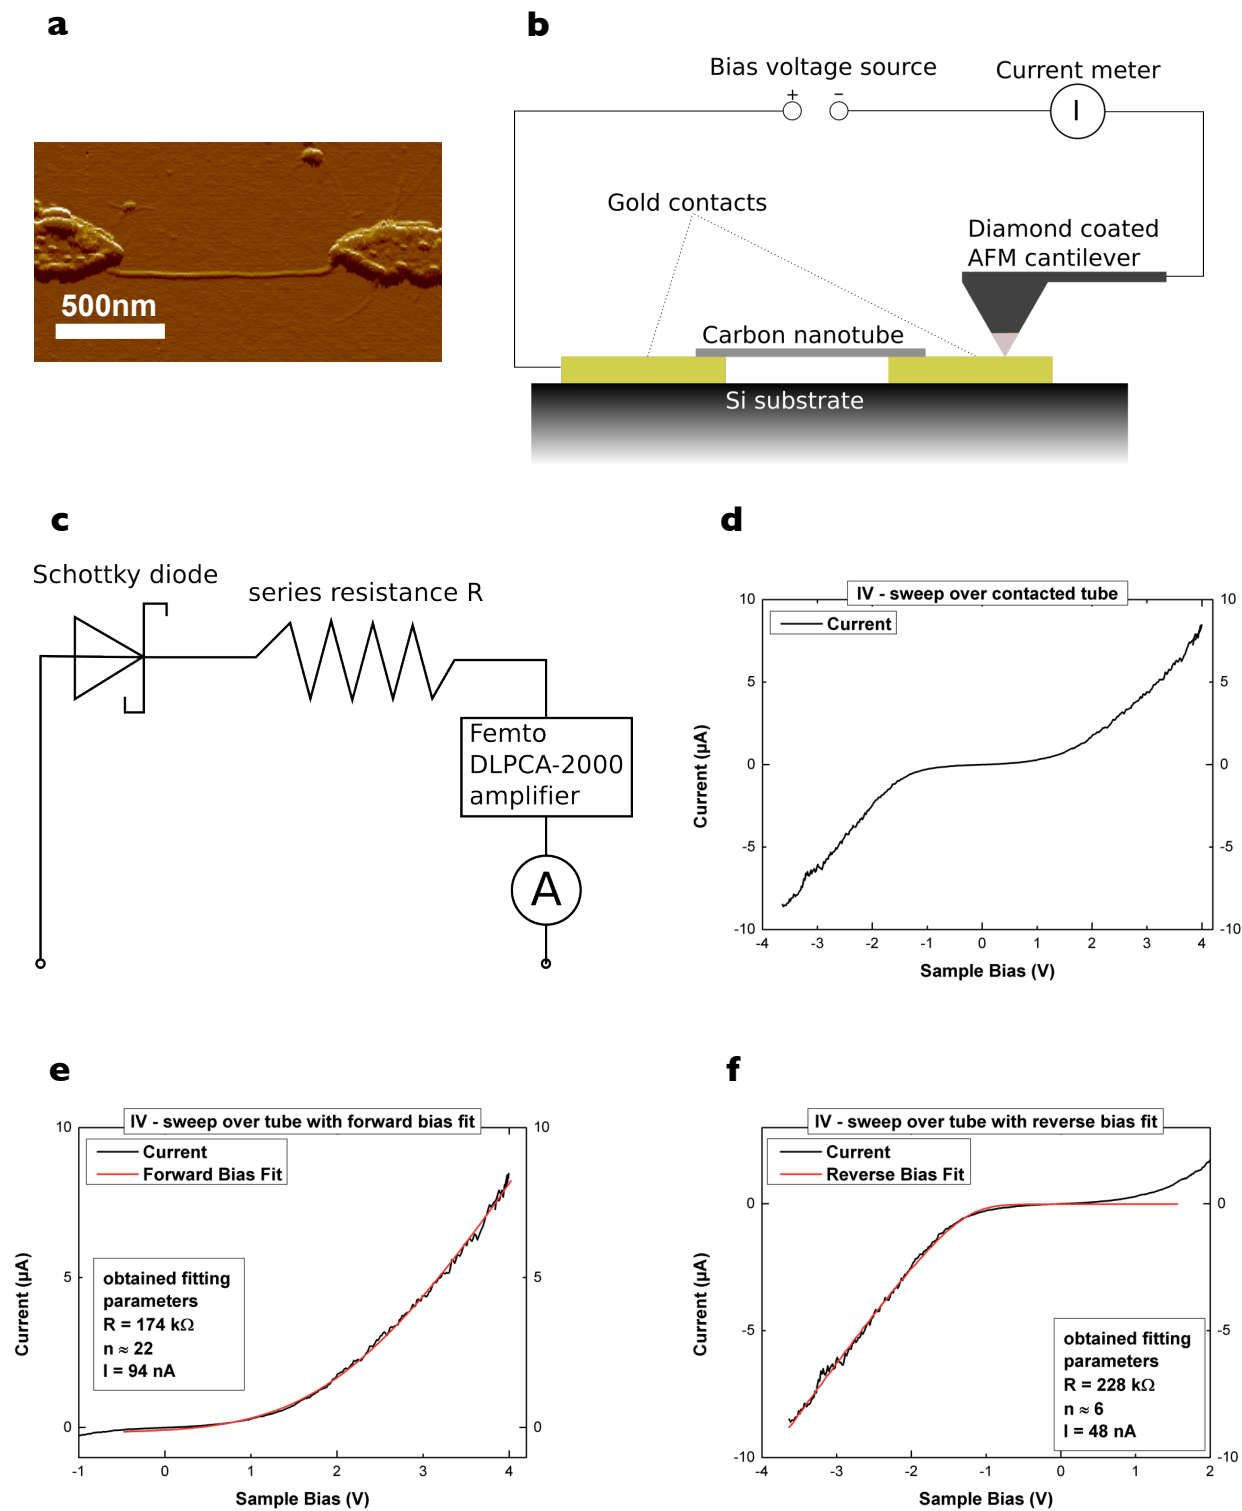 a
500nm
b
Bias voltage source
Current meter
+
−
I
Gold contacts
Diamond coated
AFM cantilever
Carbon nanotube
Si substrate
c
Schottky diode
series resistance R
Femto
DLPCA-2000
amplifier
A
d
IV - sweep over contacted tube
Current
Current (μA)
10
5
0
-5
-10
10
5
0
-5
-10
-4 -3 -2 -1 0 1 2 3 4
Sample Bias (V)
e
IV - sweep over tube with forward bias fit
Current
Forward Bias Fit
obtained fitting
parameters
R = 174 kΩ
n ≈ 22
I = 94 nA
Current (μA)
10
5
0
10
5
0
-1 0 1 2 3 4
Sample Bias (V)
f
IV - sweep over tube with reverse bias fit
Current
Reverse Bias Fit
obtained fitting
parameters
R = 228 kΩ
n ≈ 6
I = 48 nA
Current (μA)
0
-5
-10
0
-5
-10
-4 -3 -2 -1 0 1 2
Sample Bias (V)